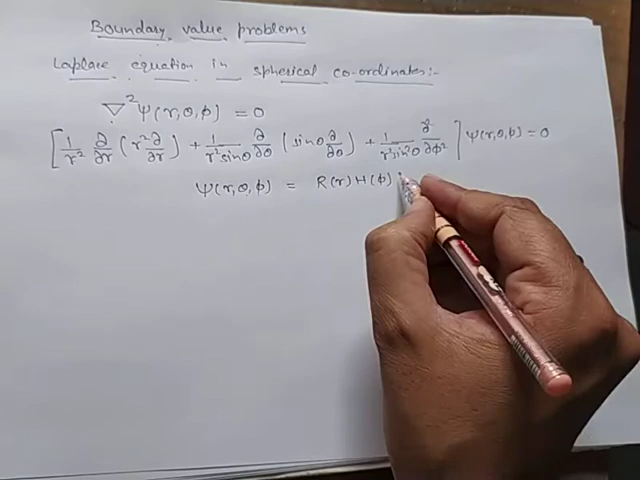 Boundary value problems
Laplace equation in spherical co-ordinates:-
∇²ψ(r,θ,ϕ) = 0
[1/r² ∂/∂r (r² ∂/∂r) + 1/r² sinθ ∂/∂θ (sinθ ∂/∂θ) + 1/r² sin²θ ∂²/∂ϕ²] ψ(r,θ,ϕ) = 0
ψ(r,θ,ϕ) = R(r) H(ϕ)